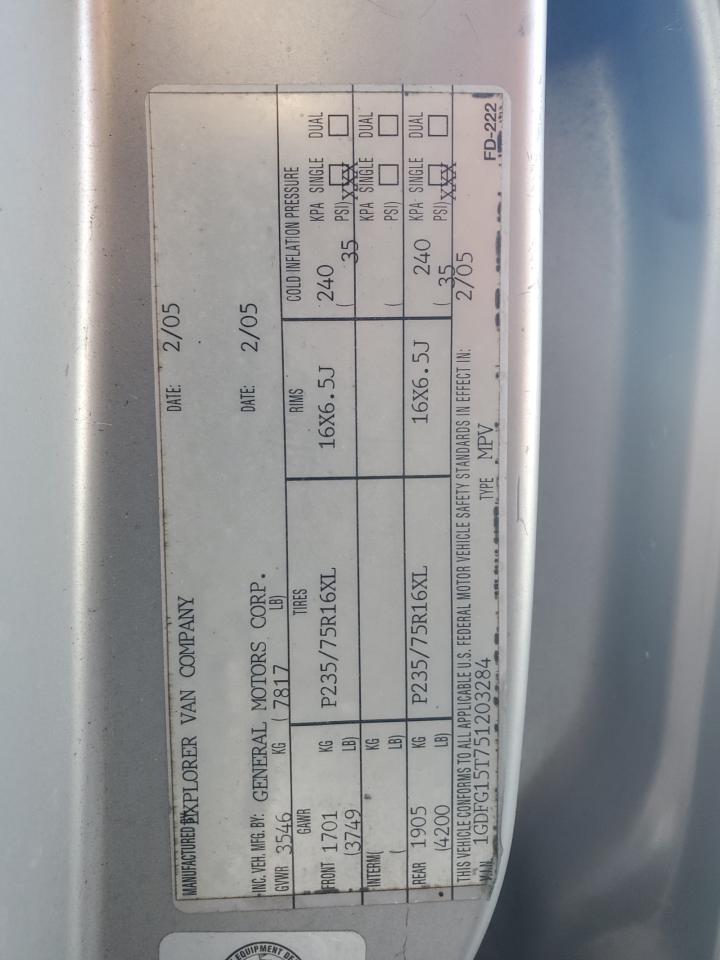 MANUFACTURED BY EXPLORER VAN COMPANY DATE: 2/05
INC. VEH. MFG. BY: GENERAL MOTORS CORP. DATE: 2/05
GVWR 3546 KG ( 7817 LB)
GAWR TIRES RIMS COLD INFLATION PRESSURE
FRONT 1701 KG P235/75R16XL 16X6.5J 240 KPA SINGLE □ DUAL □
(3749 LB) ( 35 PSI) XXX
INTERM( KG KPA SINGLE □ DUAL □
( LB) ( PSI)
REAR 1905 KG P235/75R16XL 16X6.5J 240 KPA SINGLE □ DUAL □
(4200 LB) ( 35 PSI) XXX
THIS VEHICLE CONFORMS TO ALL APPLICABLE U.S. FEDERAL MOTOR VEHICLE SAFETY STANDARDS IN EFFECT IN: 2/05
V.I.N. 1GDFG15T751203284 TYPE MPV FD-222
EQUIPMENT